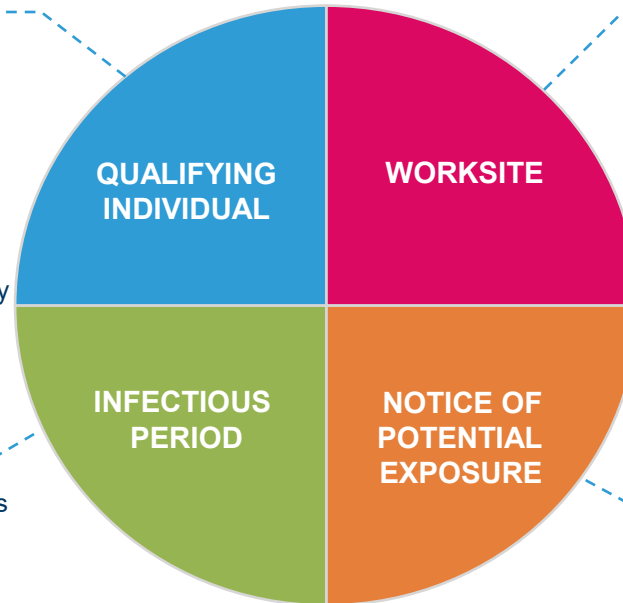 QUALIFYING
INDIVIDUAL
WORKSITE
y
INFECTIOUS
PERIOD
NOTICE OF
POTENTIAL
EXPOSURE
s